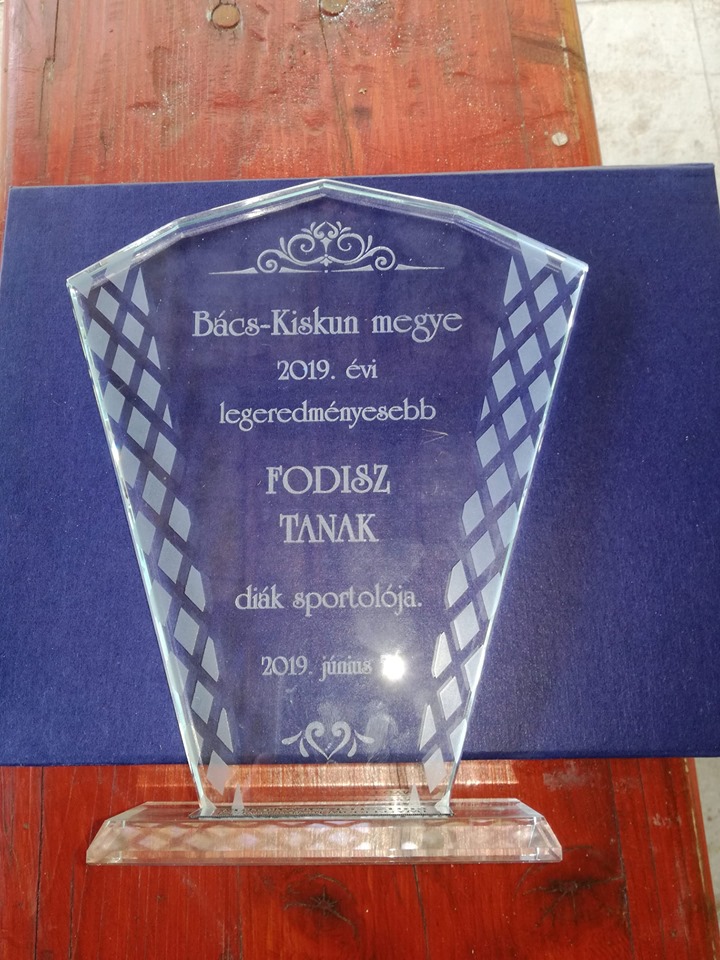 Bács-Kiskun megye
2019. évi
legeredményesebb
FODISZ
TANAK
diák sportolója.
2019. június